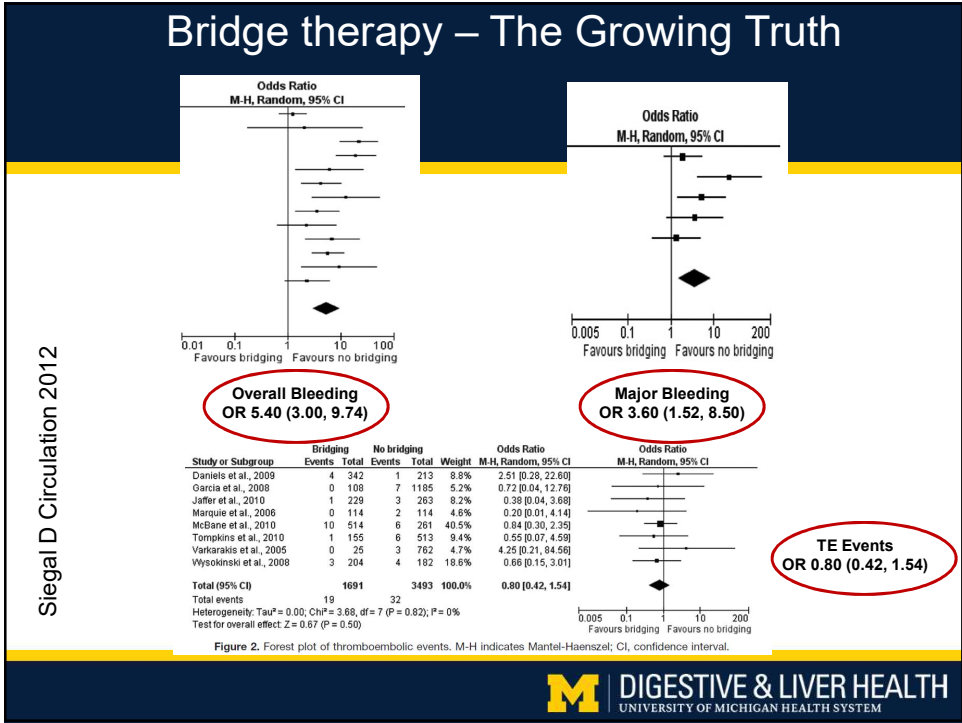 Bridge therapy – The Growing Truth
Odds Ratio
M-H, Random, 95% CI
0.01 0.1 1 10 100
Favours bridging Favours no bridging
Odds Ratio
M-H, Random, 95% CI
0.005 0.1 1 10 200
Favours bridging Favours no bridging
Overall Bleeding
OR 5.40 (3.00, 9.74)
Major Bleeding
OR 3.60 (1.52, 8.50)
Siegal D Circulation 2012
Bridging No bridging Odds Ratio Odds Ratio
Study or Subgroup Events Total Events Total Weight M-H, Random, 95% CI M-H, Random, 95% CI
Daniels et al., 2009 4 342 1 213 8.8% 2.51 [0.28, 22.60]
Garcia et al., 2008 0 108 7 1185 5.2% 0.72 [0.04, 12.76]
Jaffer et al., 2010 1 229 3 263 8.2% 0.38 [0.04, 3.68]
Marquie et al., 2006 0 114 2 114 4.6% 0.20 [0.01, 4.14]
McBane et al., 2010 10 514 6 261 40.5% 0.84 [0.30, 2.35]
Tompkins et al., 2010 1 155 6 513 9.4% 0.55 [0.07, 4.59]
Varkarakis et al., 2005 0 25 3 762 4.7% 4.25 [0.21, 84.56]
Wysokinski et al., 2008 3 204 4 182 18.6% 0.66 [0.15, 3.01]
Total (95% CI) 1691 3493 100.0% 0.80 [0.42, 1.54]
Total events 19 32
Heterogeneity: Tau² = 0.00; Chi² = 3.68, df = 7 (P = 0.82); I² = 0%
Test for overall effect: Z = 0.67 (P = 0.50)
0.005 0.1 1 10 200
Favours bridging Favours no bridging
TE Events
OR 0.80 (0.42, 1.54)
Figure 2. Forest plot of thromboembolic events. M-H indicates Mantel-Haenszel; CI, confidence interval.
M DIGESTIVE & LIVER HEALTH
UNIVERSITY OF MICHIGAN HEALTH SYSTEM